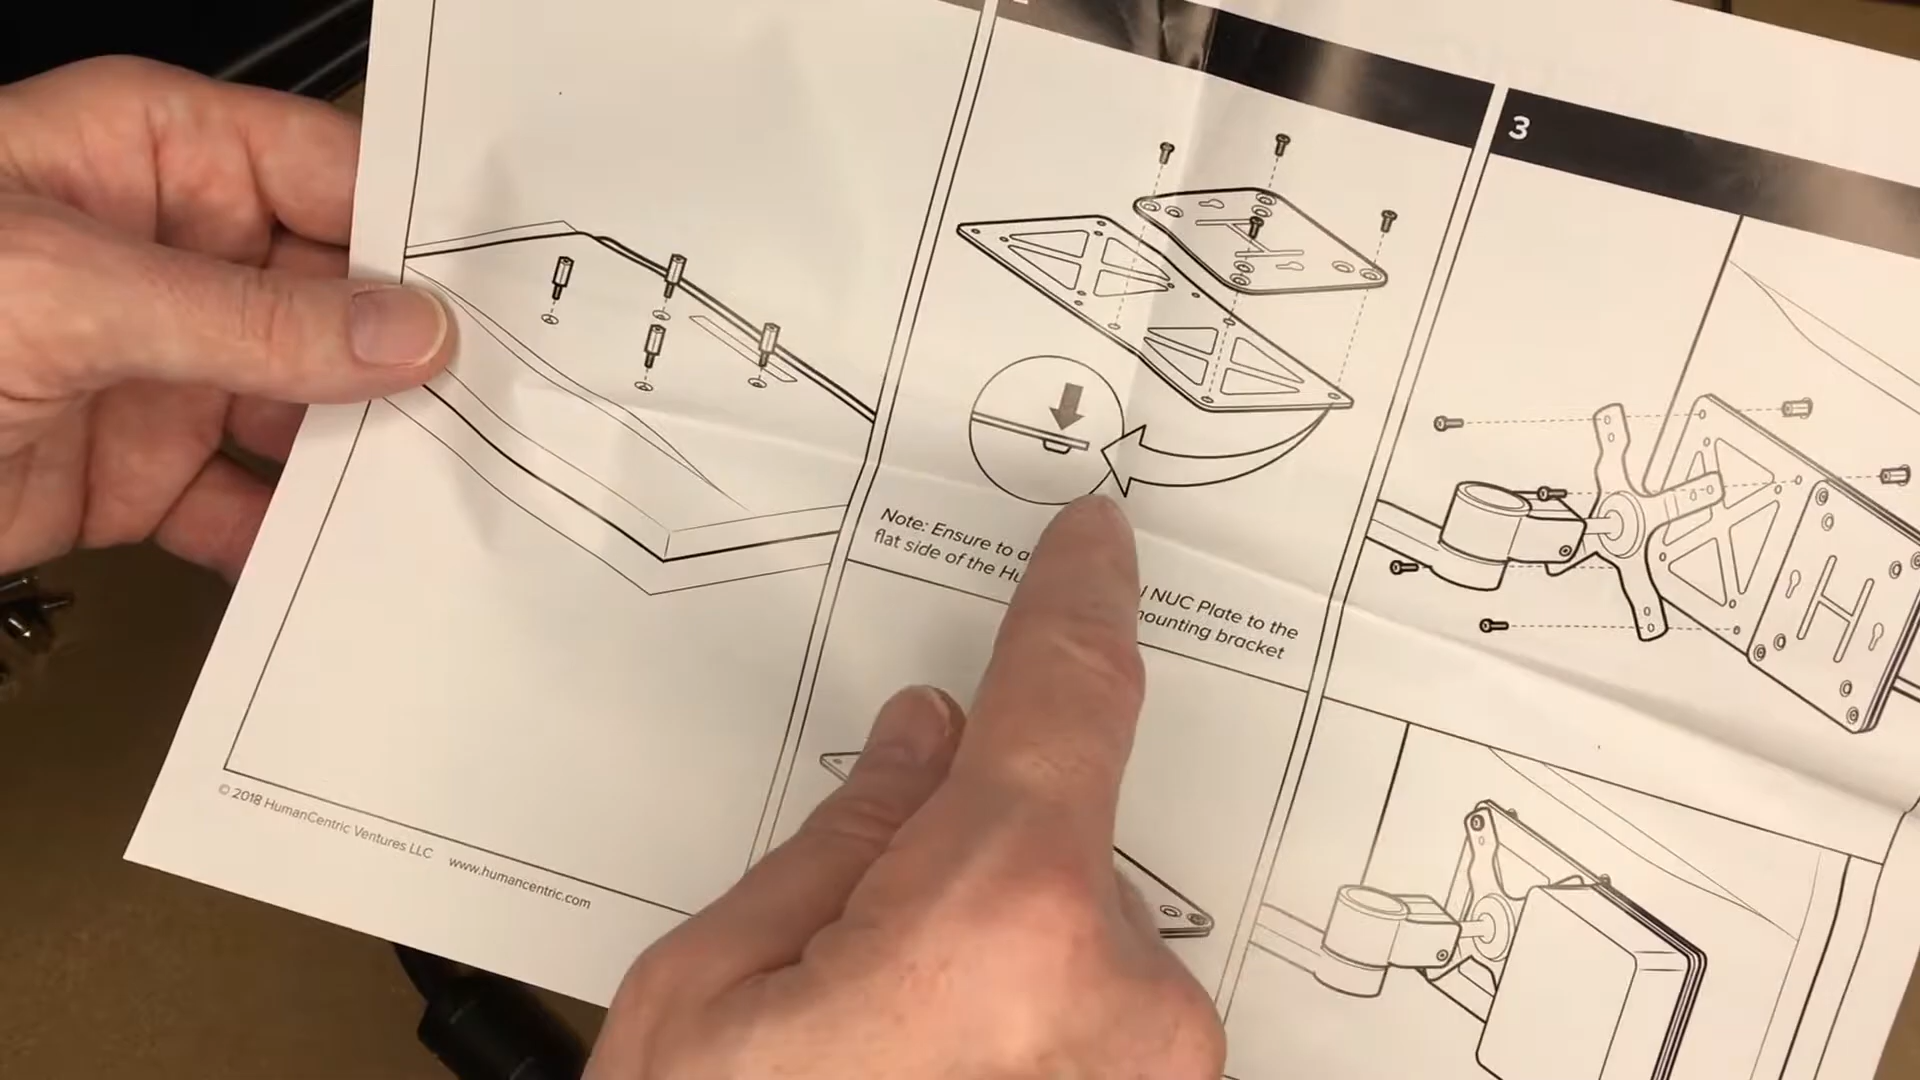 3
Note: Ensure to
flat side of the
NUC Plate to the
mounting bracket
© 2018 HumanCentric Ventures LLC www.humancentric.com